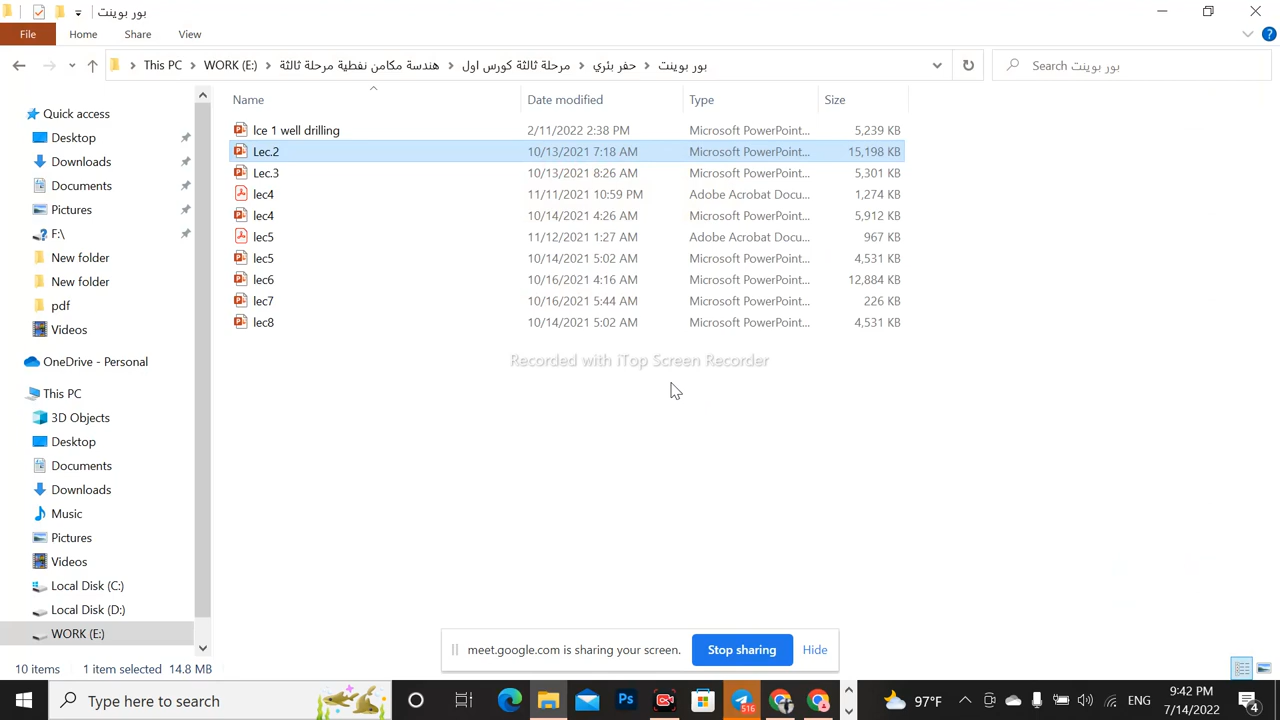 بور بوينت
File Home Share View
This PC WORK (E:) هندسة مكامن نفطية مرحلة ثالثة مرحلة ثالثة كورس اول حفر بئري بور بوينت Search بور بوينت
Name Date modified Type Size
Quick access
Desktop
Downloads
Documents
Pictures
F:\
New folder
New folder
pdf
Videos
OneDrive - Personal
This PC
3D Objects
Desktop
Documents
Downloads
Music
Pictures
Videos
Local Disk (C:)
Local Disk (D:)
WORK (E:)
lce 1 well drilling 2/11/2022 2:38 PM Microsoft PowerPoint... 5,239 KB
Lec.2 10/13/2021 7:18 AM Microsoft PowerPoint... 15,198 KB
Lec.3 10/13/2021 8:26 AM Microsoft PowerPoint... 5,301 KB
lec4 11/11/2021 10:59 PM Adobe Acrobat Docu... 1,274 KB
lec4 10/14/2021 4:26 AM Microsoft PowerPoint... 5,912 KB
lec5 11/12/2021 1:27 AM Adobe Acrobat Docu... 967 KB
lec5 10/14/2021 5:02 AM Microsoft PowerPoint... 4,531 KB
lec6 10/16/2021 4:16 AM Microsoft PowerPoint... 12,884 KB
lec7 10/16/2021 5:44 AM Microsoft PowerPoint... 226 KB
lec8 10/14/2021 5:02 AM Microsoft PowerPoint... 4,531 KB
Recorded with iTop Screen Recorder
meet.google.com is sharing your screen. Stop sharing Hide
10 items 1 item selected 14.8 MB
Type here to search
Ps
516
97°F
ENG
9:42 PM
7/14/2022
4